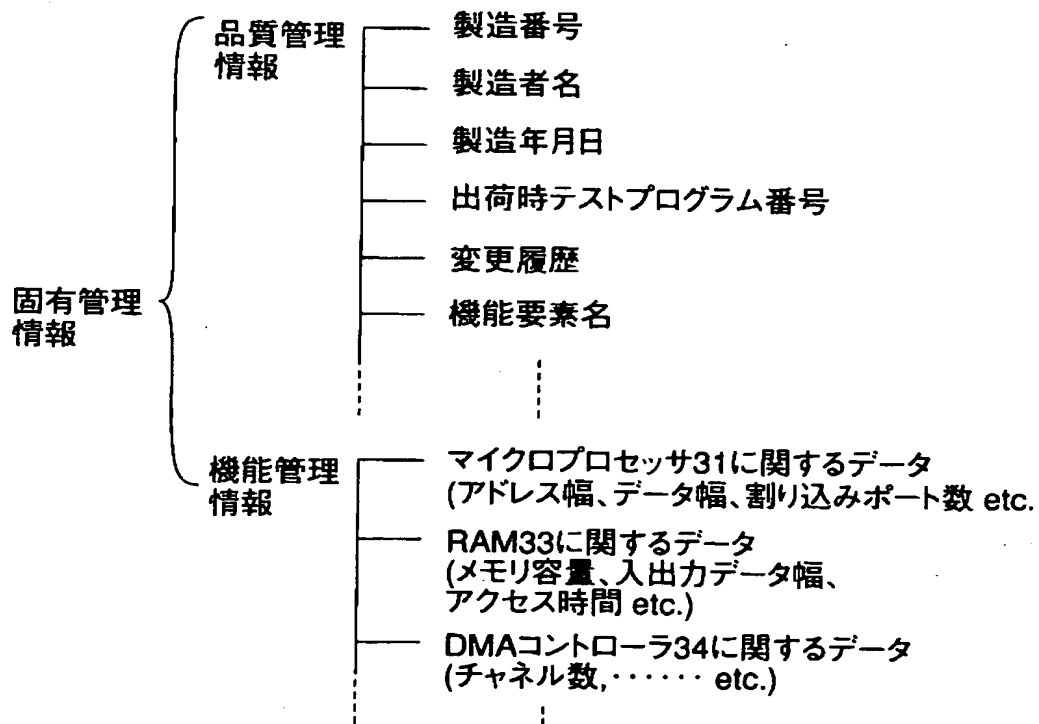 固有管理
情報
品質管理
情報
製造番号
製造者名
製造年月日
出荷時テストプログラム番号
変更履歴
機能要素名
機能管理
情報
マイクロプロセッサ31に関するデータ
(アドレス幅、データ幅、割り込みポート数 etc.
RAM33に関するデータ
(メモリ容量、入出力データ幅、
アクセス時間 etc.)
DMAコントローラ34に関するデータ
(チャネル数,・・・・・・ etc.)